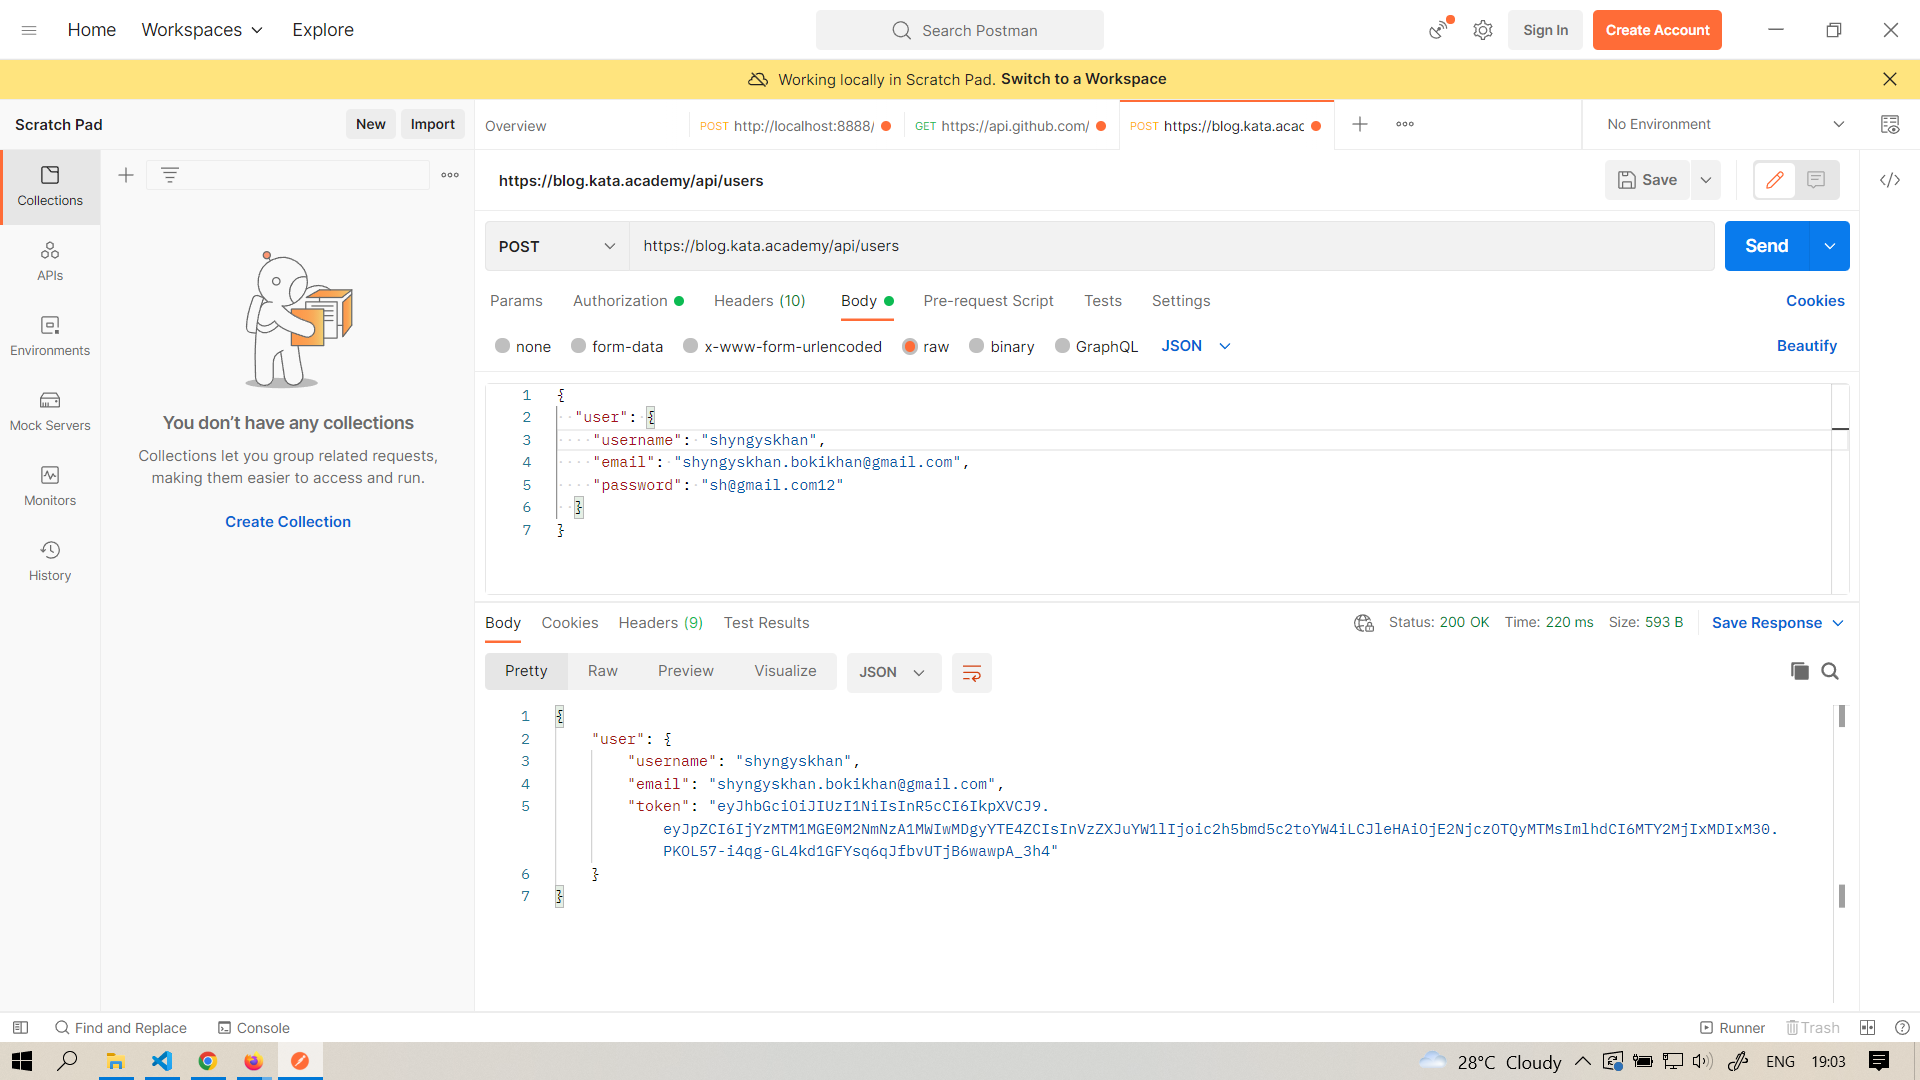 Home Workspaces Explore Search Postman Sign In Create Account
Working locally in Scratch Pad. Switch to a Workspace
Scratch Pad New Import Overview POST http://localhost:8888/ GET https://api.github.com/ POST https://blog.kata.acac No Environment
Collections
https://blog.kata.academy/api/users Save
POST https://blog.kata.academy/api/users Send
APIs
Params Authorization Headers (10) Body Pre-request Script Tests Settings Cookies
none form-data x-www-form-urlencoded raw binary GraphQL JSON Beautify
Environments
1 {
2 "user": {
3 "username": "shyngyskhan",
4 "email": "shyngyskhan.bokikhan@gmail.com",
5 "password": "sh@gmail.com12"
6 }
7 }
Mock Servers
Monitors
History
You don’t have any collections
Collections let you group related requests,
making them easier to access and run.
Create Collection
Body Cookies Headers (9) Test Results Status: 200 OK Time: 220 ms Size: 593 B Save Response
Pretty Raw Preview Visualize JSON
1 {
2 "user": {
3 "username": "shyngyskhan",
4 "email": "shyngyskhan.bokikhan@gmail.com",
5 "token": "eyJhbGciOiJIUzI1NiIsInR5cCI6IkpXVCJ9.
eyJpZCI6IjYzMTM1MGE0M2NmNzA1MWIwMDgyYTE4ZCIsInVzZXJuYW1lIjoic2h5bmd5c2toYW4iLCJleHAiOjE2NjczOTQyMTMsImlhdCI6MTY2MjIxMDIxM30.
PKOL57-i4qg-GL4kd1GFYsq6qJfbvUTjB6wawpA_3h4"
6 }
7 }
Find and Replace Console Runner Trash
28°C Cloudy ENG 19:03